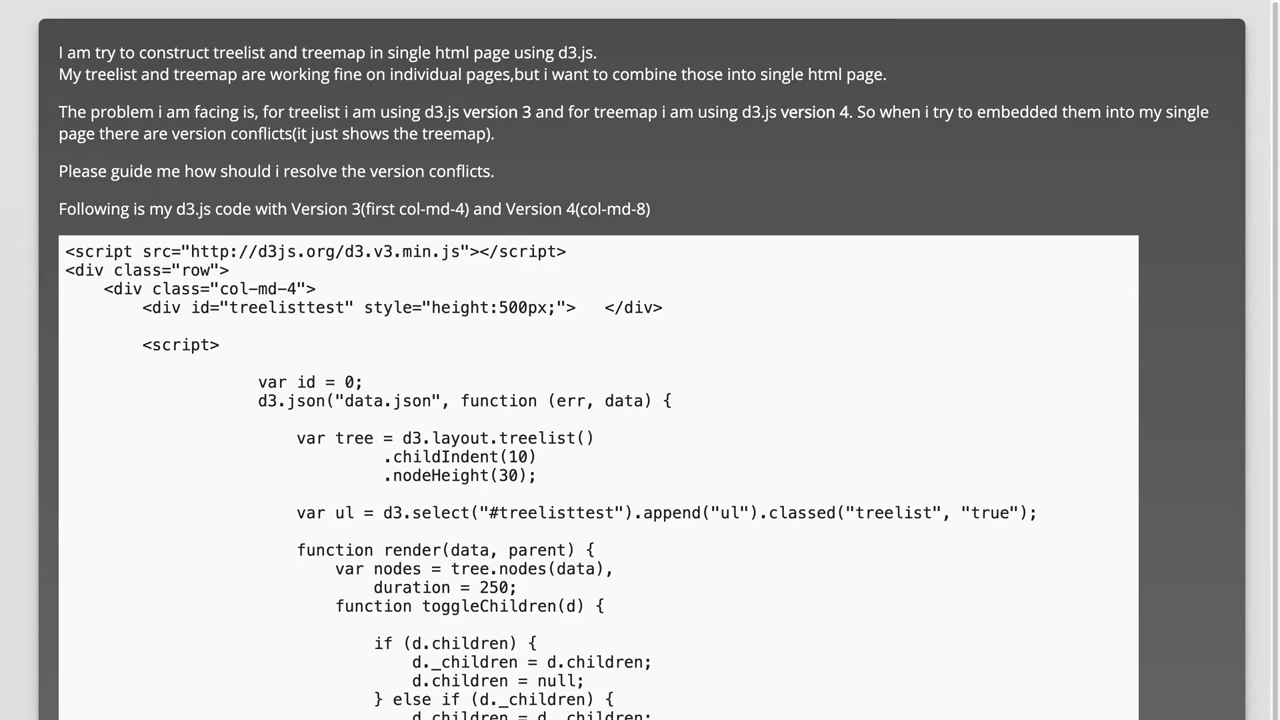 I am try to construct treelist and treemap in single html page using d3.js.
My treelist and treemap are working fine on individual pages,but i want to combine those into single html page.
The problem i am facing is, for treelist i am using d3.js version 3 and for treemap i am using d3.js version 4. So when i try to embedded them into my single
page there are version conflicts(it just shows the treemap).
Please guide me how should i resolve the version conflicts.
Following is my d3.js code with Version 3(first col-md-4) and Version 4(col-md-8)
<script src="http://d3js.org/d3.v3.min.js"></script>
<div class="row">
    <div class="col-md-4">
        <div id="treelisttest" style="height:500px;">   </div>
        <script>
                    var id = 0;
                    d3.json("data.json", function (err, data) {
                        var tree = d3.layout.treelist()
                                 .childIndent(10)
                                 .nodeHeight(30);
                        var ul = d3.select("#treelisttest").append("ul").classed("treelist", "true");
                        function render(data, parent) {
                            var nodes = tree.nodes(data),
                                duration = 250;
                            function toggleChildren(d) {
                                if (d.children) {
                                    d._children = d.children;
                                    d.children = null;
                                } else if (d._children) {
                                    d.children = d._children;